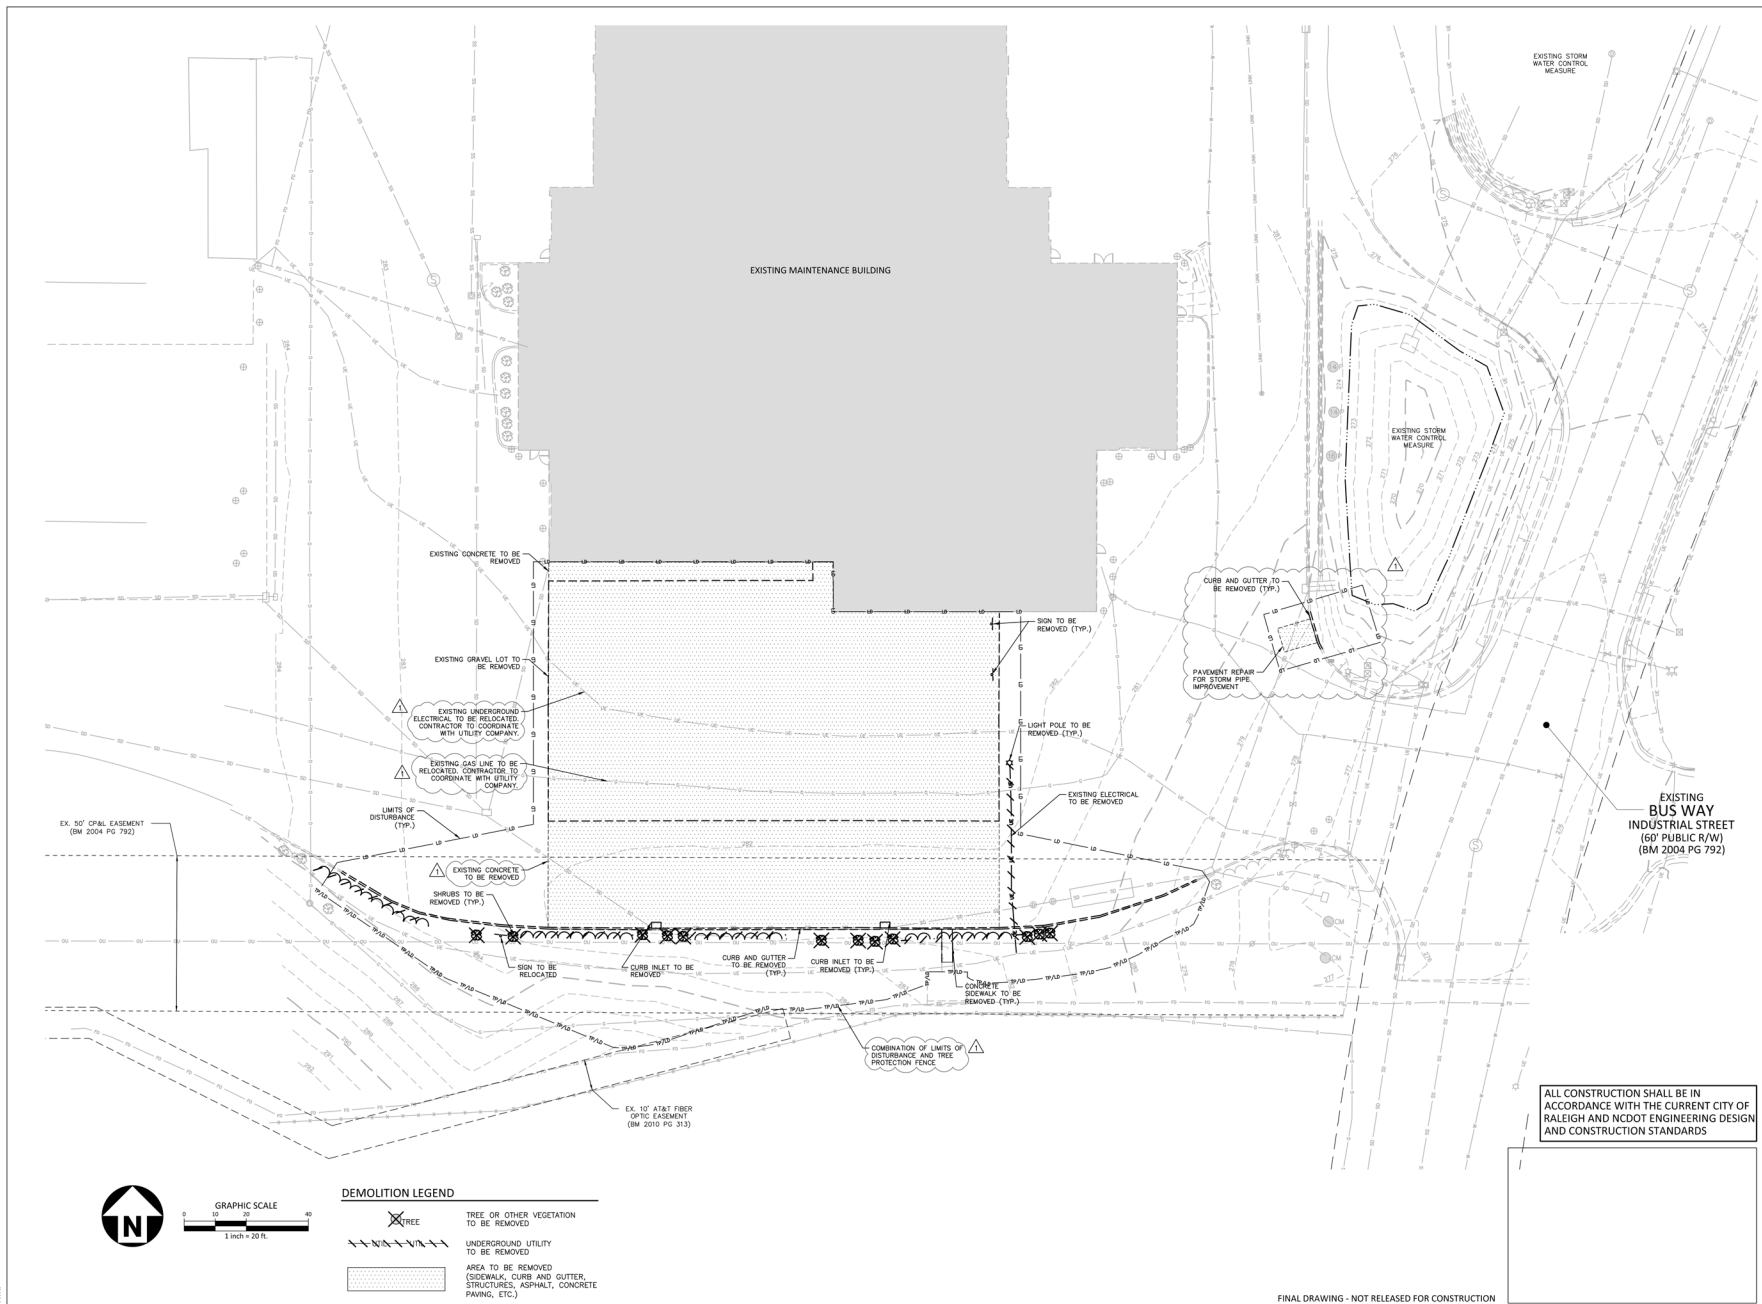 EXISTING STORM
WATER CONTROL
MEASURE
EXISTING MAINTENANCE BUILDING
EXISTING STORM
WATER CONTROL
MEASURE
EXISTING CONCRETE TO BE
REMOVED
CURB AND GUTTER TO
BE REMOVED (TYP.)
1
SIGN TO BE
REMOVED (TYP.)
EXISTING GRAVEL LOT TO
BE REMOVED
PAVEMENT REPAIR
FOR STORM PIPE
IMPROVEMENT
1
EXISTING UNDERGROUND
ELECTRICAL TO BE RELOCATED.
CONTRACTOR TO COORDINATE
WITH UTILITY COMPANY.
LIGHT POLE TO BE
REMOVED (TYP.)
1
EXISTING GAS LINE TO BE
RELOCATED. CONTRACTOR TO
COORDINATE WITH UTILITY
COMPANY.
EXISTING ELECTRICAL
TO BE REMOVED
LIMITS OF
DISTURBANCE
(TYP.)
EX. 50' CP&L EASEMENT
(BM 2004 PG 792)
EXISTING
BUS WAY
INDUSTRIAL STREET
(60' PUBLIC R/W)
(BM 2004 PG 792)
282
1
EXISTING CONCRETE
TO BE REMOVED
SHRUBS TO BE
REMOVED (TYP.)
SIGN TO BE
RELOCATED
CURB INLET TO BE
REMOVED
CURB AND GUTTER
TO BE REMOVED
(TYP.)
CURB INLET TO BE
REMOVED (TYP.)
CONCRETE
SIDEWALK TO BE
REMOVED (TYP.)
COMBINATION OF LIMITS OF
DISTURBANCE AND TREE
PROTECTION FENCE
1
EX. 10' AT&T FIBER
OPTIC EASEMENT
(BM 2010 PG 313)
ALL CONSTRUCTION SHALL BE IN
ACCORDANCE WITH THE CURRENT CITY OF
RALEIGH AND NCDOT ENGINEERING DESIGN
AND CONSTRUCTION STANDARDS
N
GRAPHIC SCALE
0 10 20 40
1 inch = 20 ft.
DEMOLITION LEGEND
TREE
TREE OR OTHER VEGETATION
TO BE REMOVED
UNDERGROUND UTILITY
TO BE REMOVED
AREA TO BE REMOVED
(SIDEWALK, CURB AND GUTTER,
STRUCTURES, ASPHALT, CONCRETE
PAVING, ETC.)
FINAL DRAWING - NOT RELEASED FOR CONSTRUCTION